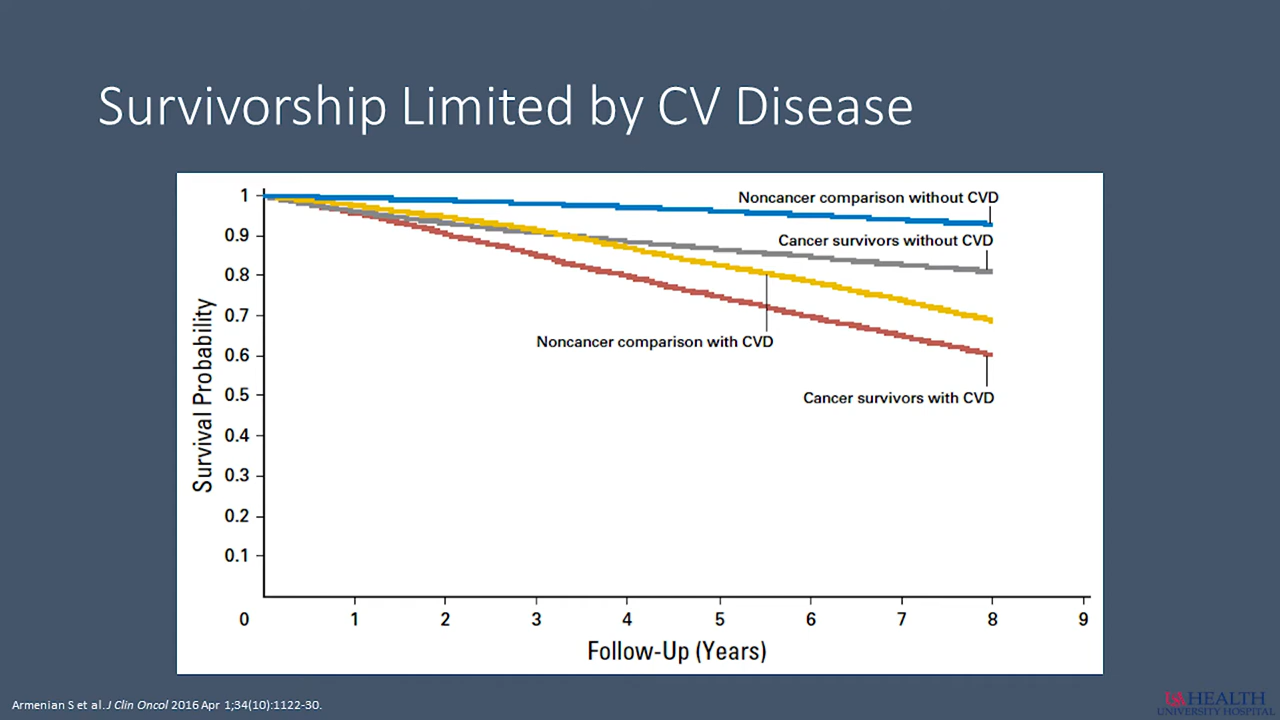 Survivorship Limited by CV Disease
1
0.9
0.8
0.7
0.6
0.5
0.4
0.3
0.2
0.1
0
Survival Probability
Noncancer comparison without CVD
Cancer survivors without CVD
Noncancer comparison with CVD
Cancer survivors with CVD
1 2 3 4 5 6 7 8 9
Follow-Up (Years)
Armenian S et al. J Clin Oncol 2016 Apr 1;34(10):1122-30.
HEALTH
UNIVERSITY HOSPITAL